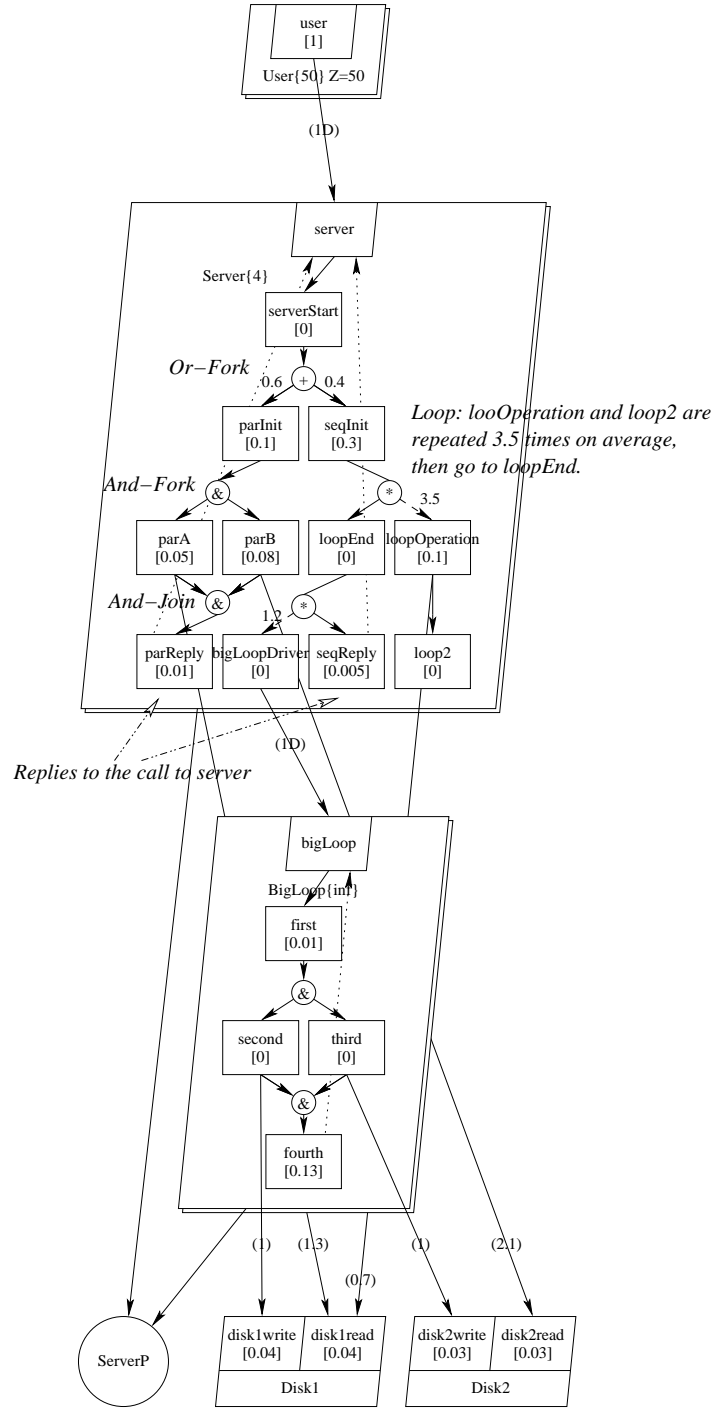 user
[1]
User{50} Z=50
(1D)
server
Server{4}
serverStart
[0]
Or−Fork
0.6
+
0.4
parInit
[0.1]
seqInit
[0.3]
Loop: looOperation and loop2 are
repeated 3.5 times on average,
then go to loopEnd.
And−Fork
&
*
3.5
parA
[0.05]
parB
[0.08]
loopEnd
[0]
loopOperation
[0.1]
And−Join
&
1.2
*
parReply
[0.01]
bigLoopDriver
[0]
seqReply
[0.005]
loop2
[0]
(1D)
Replies to the call to server
bigLoop
BigLoop{inf}
first
[0.01]
&
second
[0]
third
[0]
&
fourth
[0.13]
(1)
(1.3)
(1)
(2.1)
(0.7)
ServerP
disk1write
[0.04]
disk1read
[0.04]
Disk1
disk2write
[0.03]
disk2read
[0.03]
Disk2